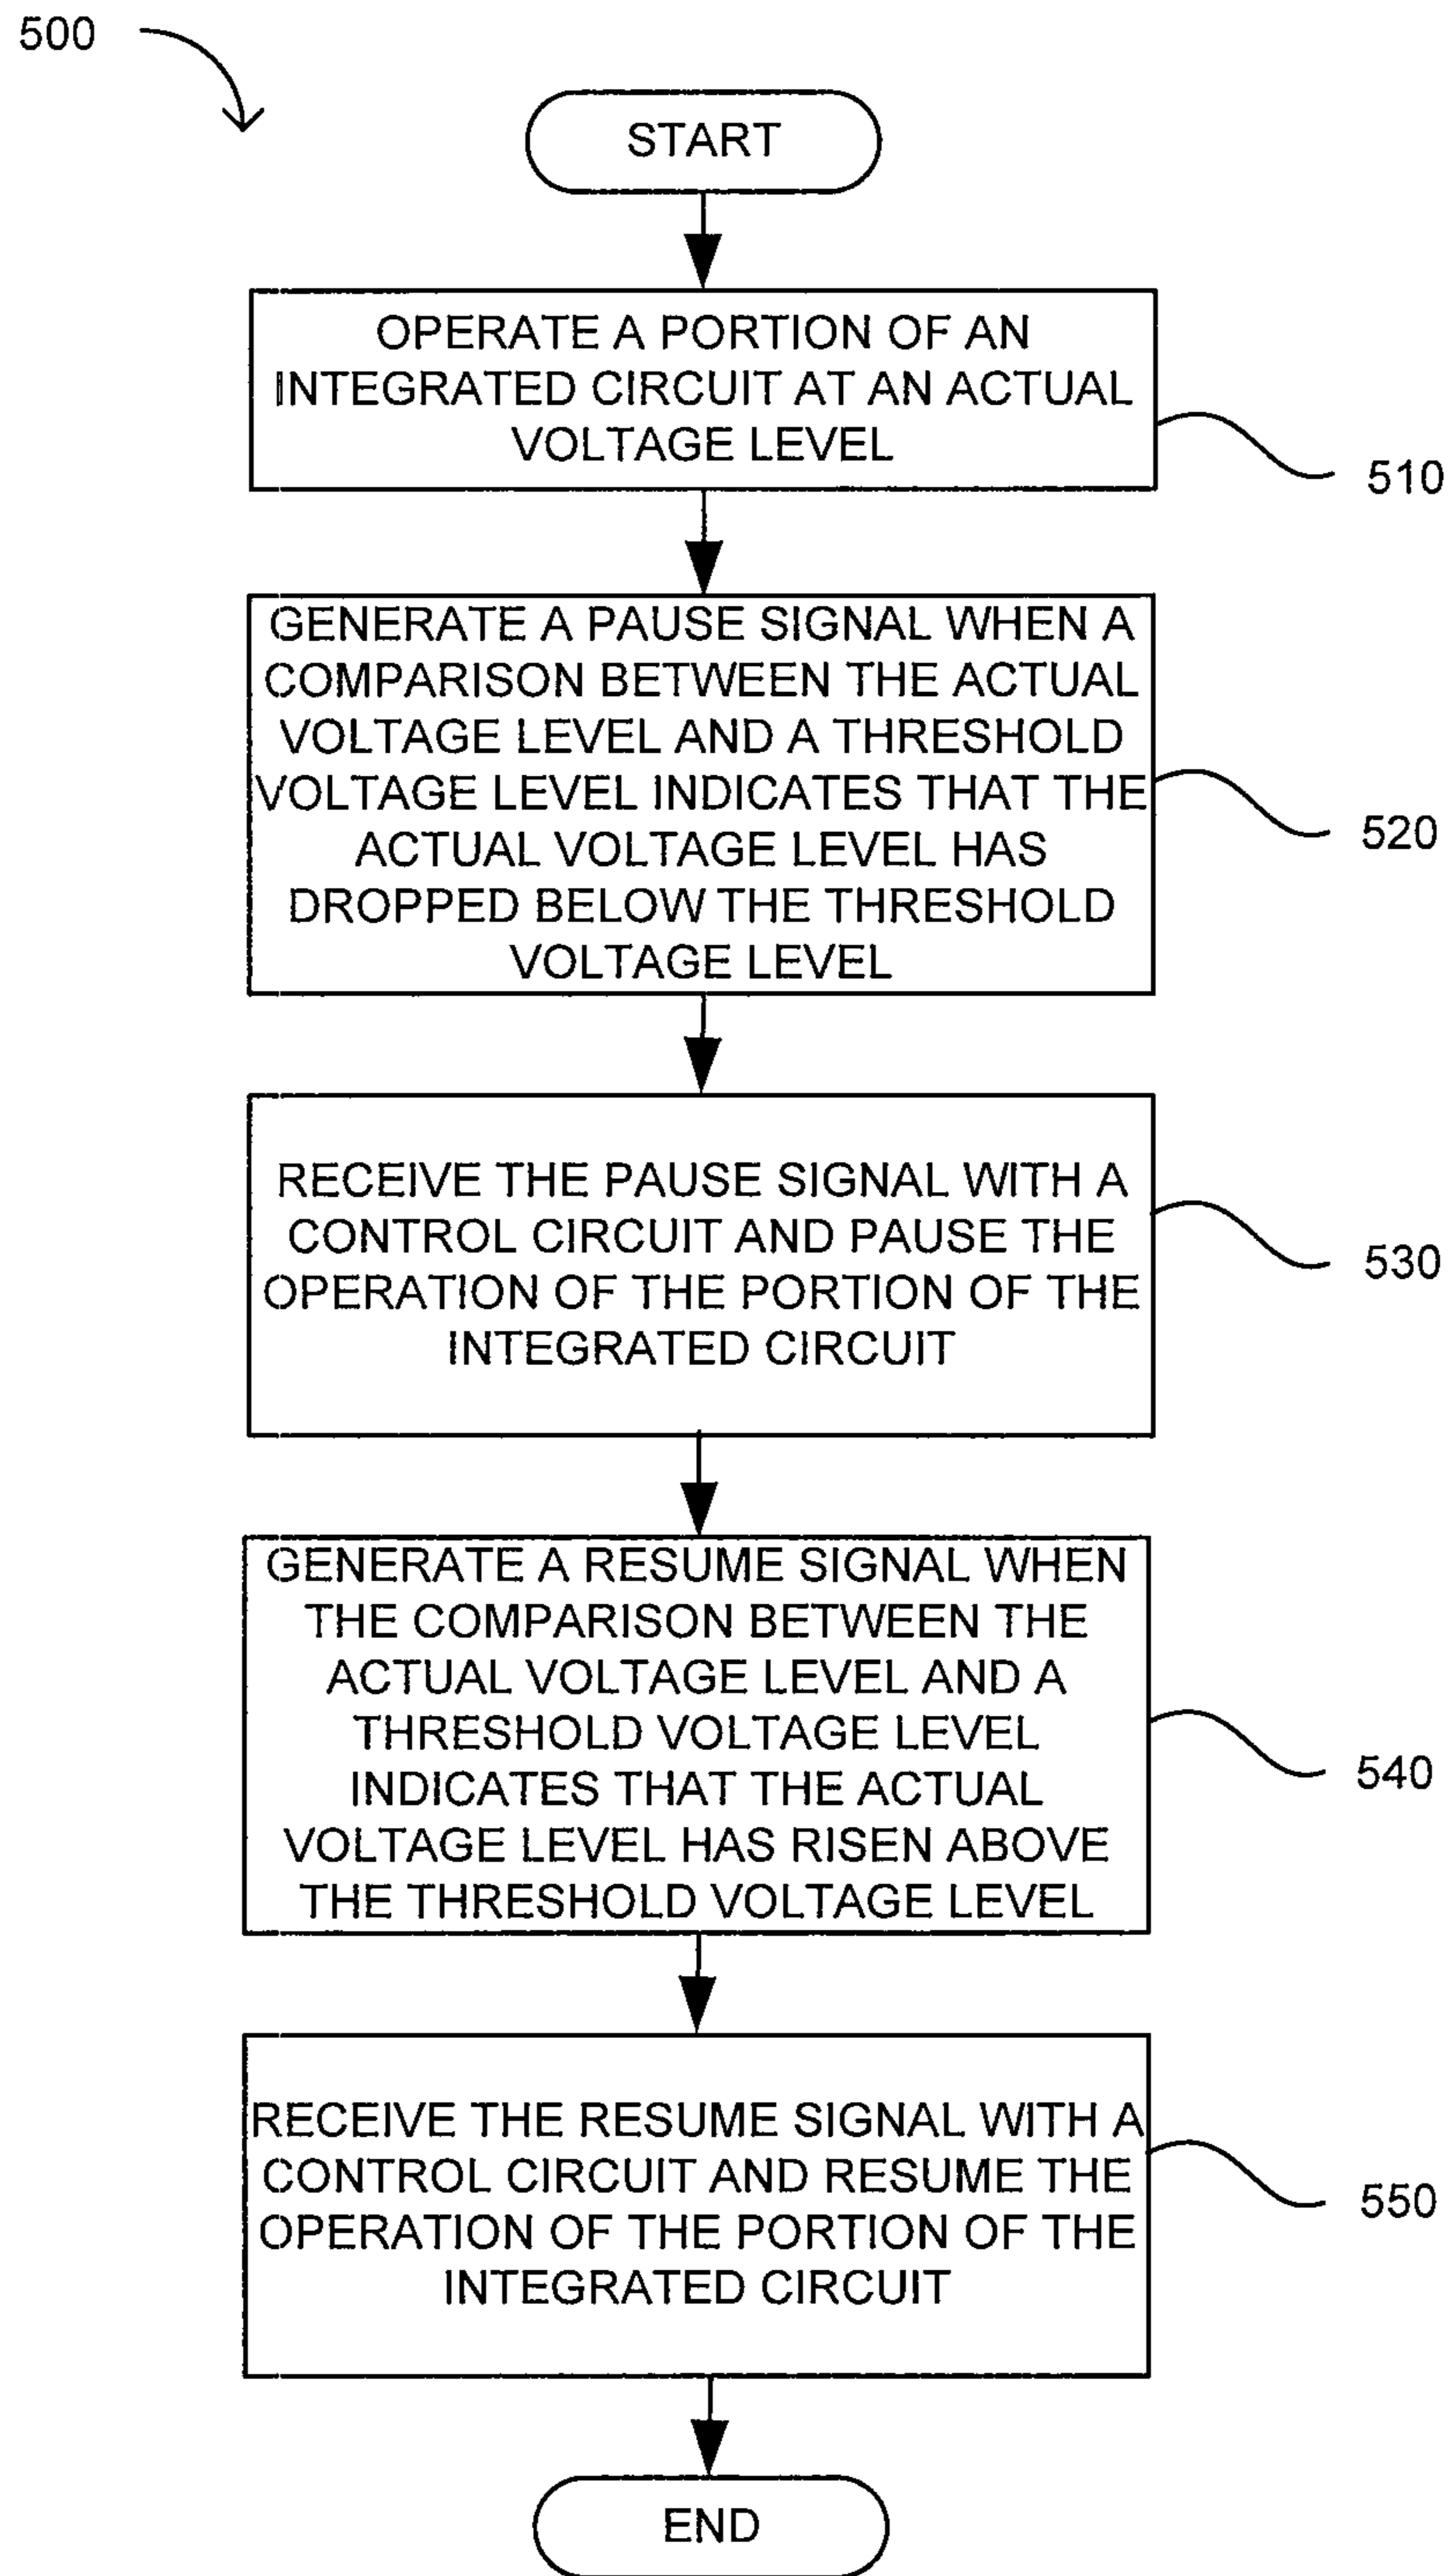 500
START
OPERATE A PORTION OF AN
INTEGRATED CIRCUIT AT AN ACTUAL
VOLTAGE LEVEL
510
GENERATE A PAUSE SIGNAL WHEN A
COMPARISON BETWEEN THE ACTUAL
VOLTAGE LEVEL AND A THRESHOLD
VOLTAGE LEVEL INDICATES THAT THE
ACTUAL VOLTAGE LEVEL HAS
DROPPED BELOW THE THRESHOLD
VOLTAGE LEVEL
520
RECEIVE THE PAUSE SIGNAL WITH A
CONTROL CIRCUIT AND PAUSE THE
OPERATION OF THE PORTION OF THE
INTEGRATED CIRCUIT
530
GENERATE A RESUME SIGNAL WHEN
THE COMPARISON BETWEEN THE
ACTUAL VOLTAGE LEVEL AND A
THRESHOLD VOLTAGE LEVEL
INDICATES THAT THE ACTUAL
VOLTAGE LEVEL HAS RISEN ABOVE
THE THRESHOLD VOLTAGE LEVEL
540
RECEIVE THE RESUME SIGNAL WITH A
CONTROL CIRCUIT AND RESUME THE
OPERATION OF THE PORTION OF THE
INTEGRATED CIRCUIT
550
END